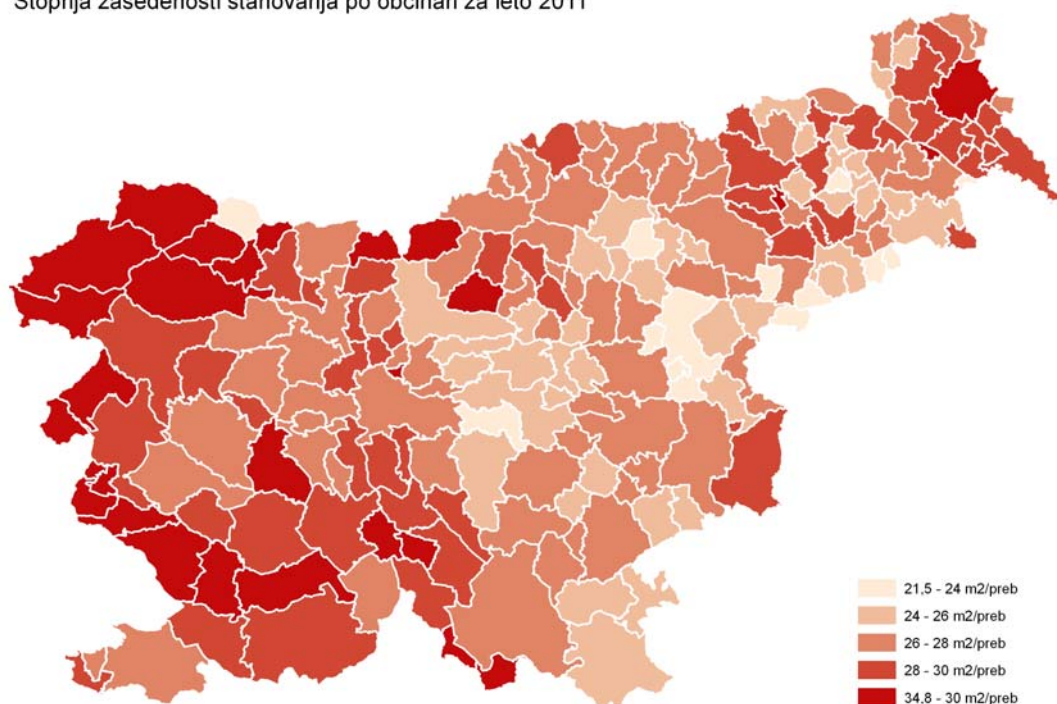 Stopnja zasedenosti stanovanja po občinah za leto 2011
21,5 - 24 m2/preb
24 - 26 m2/preb
26 - 28 m2/preb
28 - 30 m2/preb
34,8 - 30 m2/preb